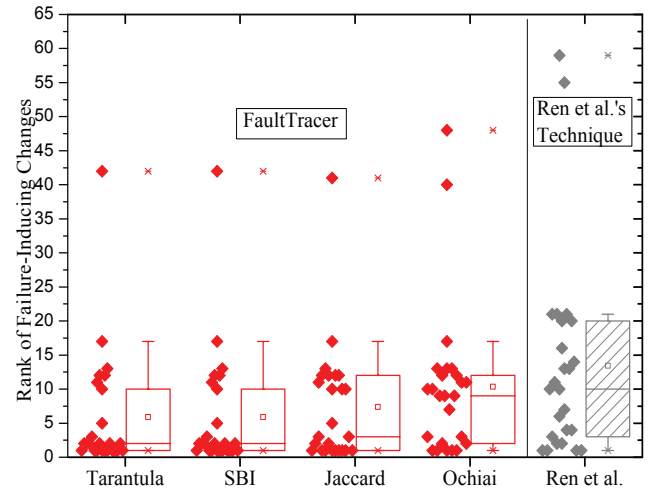 65
60
55
50
45
40
35
30
25
20
15
10
5
0
Rank of Failure-Inducing Changes
FaultTracer
Ren et al.'s
Technique
Tarantula
SBI
Jaccard
Ochiai
Ren et al.